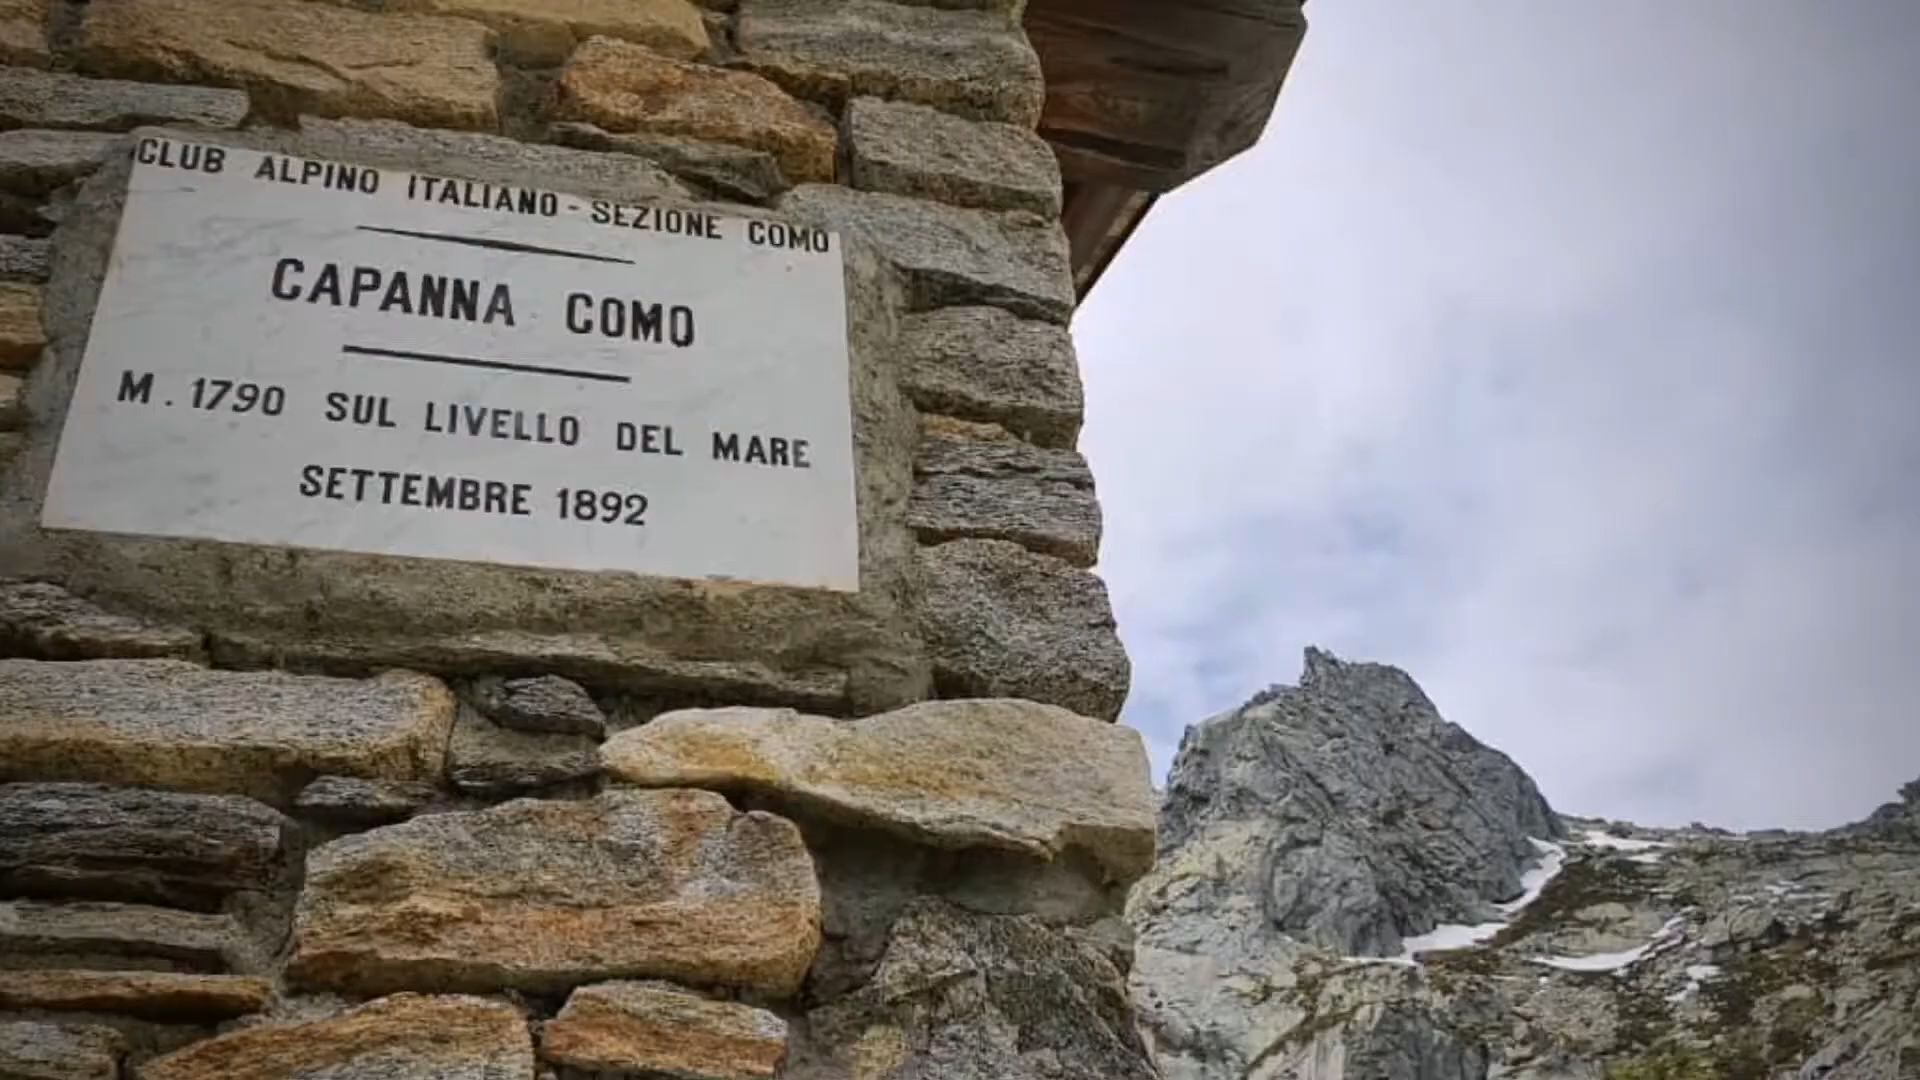 CLUB ALPINO ITALIANO - SEZIONE COMO
CAPANNA COMO
M. 1790 SUL LIVELLO DEL MARE
SETTEMBRE 1892